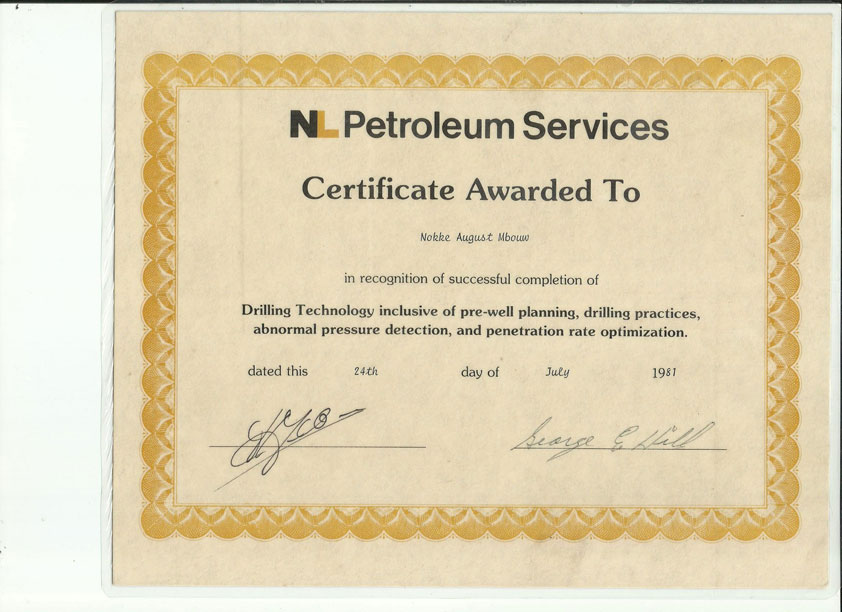 NL Petroleum Services
Certificate Awarded To
Nokke August Mbouw
in recognition of successful completion of
Drilling Technology inclusive of pre-well planning, drilling practices,
abnormal pressure detection, and penetration rate optimization.
dated this 24th day of July 1981
George E Hill